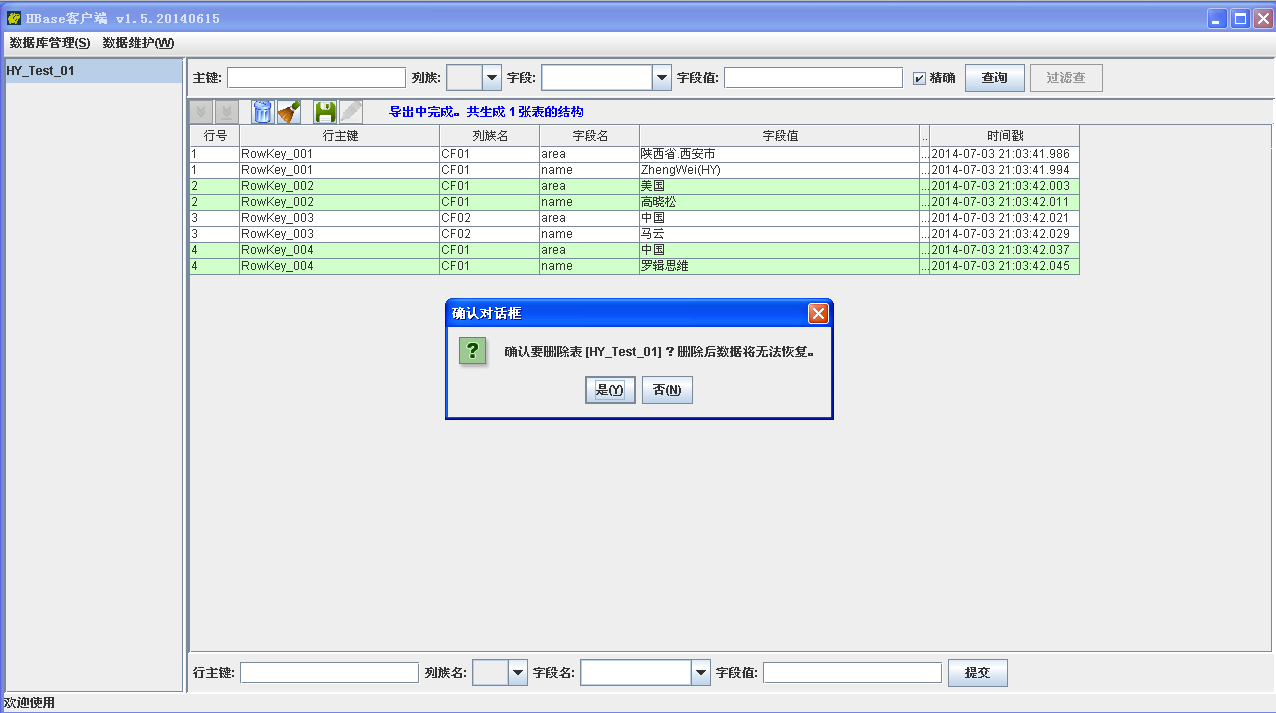 HBase客户端 v1.5.20140615
数据库管理(S) 数据维护(W)
HY_Test_01
主键: 列族: 字段: 字段值: 精确 查询 过滤查
导出中完成。共生成 1 张表的结构
行号 行主键 列族名 字段名 字段值 .. 时间戳
1 RowKey_001 CF01 area 陕西省.西安市 ... 2014-07-03 21:03:41.986
1 RowKey_001 CF01 name ZhengWei(HY) ... 2014-07-03 21:03:41.994
2 RowKey_002 CF01 area 美国 ... 2014-07-03 21:03:42.003
2 RowKey_002 CF01 name 高晓松 ... 2014-07-03 21:03:42.011
3 RowKey_003 CF02 area 中国 ... 2014-07-03 21:03:42.021
3 RowKey_003 CF02 name 马云 ... 2014-07-03 21:03:42.029
4 RowKey_004 CF01 area 中国 ... 2014-07-03 21:03:42.037
4 RowKey_004 CF01 name 罗辑思维 ... 2014-07-03 21:03:42.045
确认对话框
? 确认要删除表 [HY_Test_01] ? 删除后数据将无法恢复。
是(Y) 否(N)
行主键: 列族名: 字段名: 字段值: 提交
欢迎使用